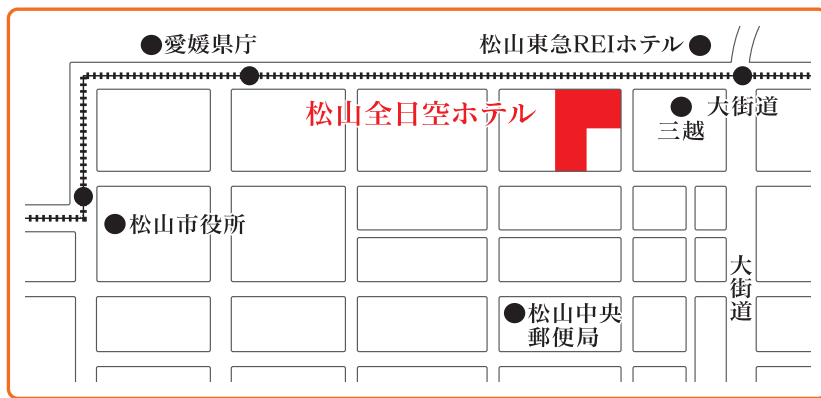 愛媛県庁
松山東急REIホテル
松山全日空ホテル
大街道
三越
松山市役所
大街道
松山中央
郵便局